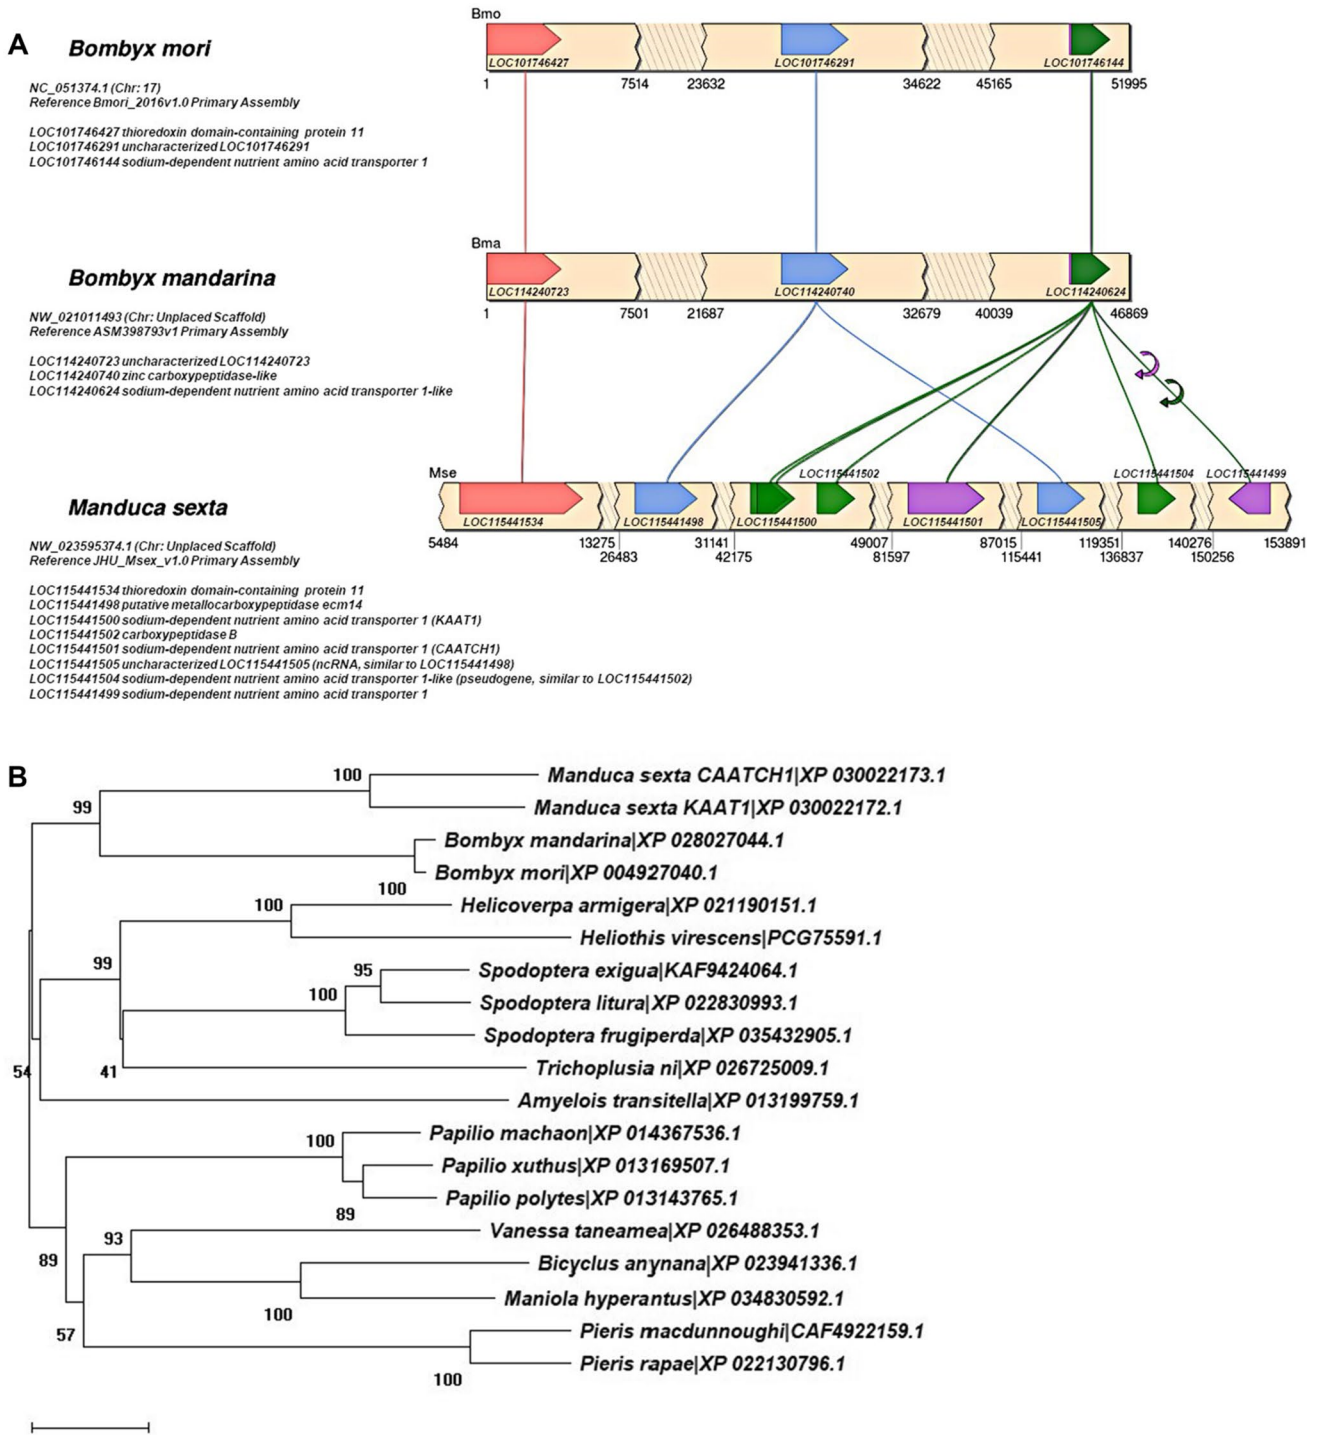 A
Bombyx mori
NC_051374.1 (Chr: 17)
Reference Bmori_2016v1.0 Primary Assembly
LOC101746427 thioredoxin domain-containing protein 11
LOC101746291 uncharacterized LOC101746291
LOC101746144 sodium-dependent nutrient amino acid transporter 1
Bmo
LOC101746427 LOC101746291 LOC101746144
1 7514 23632 34622 45165 51995
Bombyx mandarina
NW_021011493 (Chr: Unplaced Scaffold)
Reference ASM398793v1 Primary Assembly
LOC114240723 uncharacterized LOC114240723
LOC114240740 zinc carboxypeptidase-like
LOC114240624 sodium-dependent nutrient amino acid transporter 1-like
Bma
LOC114240723 LOC114240740 LOC114240624
1 7501 21687 32679 40039 46869
Manduca sexta
NW_023595374.1 (Chr: Unplaced Scaffold)
Reference JHU_Msex_v1.0 Primary Assembly
LOC115441534 thioredoxin domain-containing protein 11
LOC115441498 putative metallocarboxypeptidase ecm14
LOC115441500 sodium-dependent nutrient amino acid transporter 1 (KAAT1)
LOC115441502 carboxypeptidase B
LOC115441501 sodium-dependent nutrient amino acid transporter 1 (CAATCH1)
LOC115441505 uncharacterized LOC115441505 (ncRNA, similar to LOC115441498)
LOC115441504 sodium-dependent nutrient amino acid transporter 1-like (pseudogene, similar to LOC115441502)
LOC115441499 sodium-dependent nutrient amino acid transporter 1
Mse
LOC115441502 LOC115441504 LOC115441499
LOC115441534 LOC115441498 LOC115441500 LOC115441501 LOC115441505
5484 13275 31141 49007 87015 119351 140276 153891
26483 42175 81597 115441 136837 150256
B
100
Manduca sexta CAATCH1|XP 030022173.1
99
Manduca sexta KAAT1|XP 030022172.1
Bombyx mandarina|XP 028027044.1
Bombyx mori|XP 004927040.1
100
100
Helicoverpa armigera|XP 021190151.1
Heliothis virescens|PCG75591.1
99
95
Spodoptera exigua|KAF9424064.1
100
Spodoptera litura|XP 022830993.1
Spodoptera frugiperda|XP 035432905.1
54
41
Trichoplusia ni|XP 026725009.1
Amyelois transitella|XP 013199759.1
100
Papilio machaon|XP 014367536.1
Papilio xuthus|XP 013169507.1
Papilio polytes|XP 013143765.1
89
93
Vanessa taneamea|XP 026488353.1
89
Bicyclus anynana|XP 023941336.1
Maniola hyperantus|XP 034830592.1
100
57
Pieris macdunnoughi|CAF4922159.1
Pieris rapae|XP 022130796.1
100